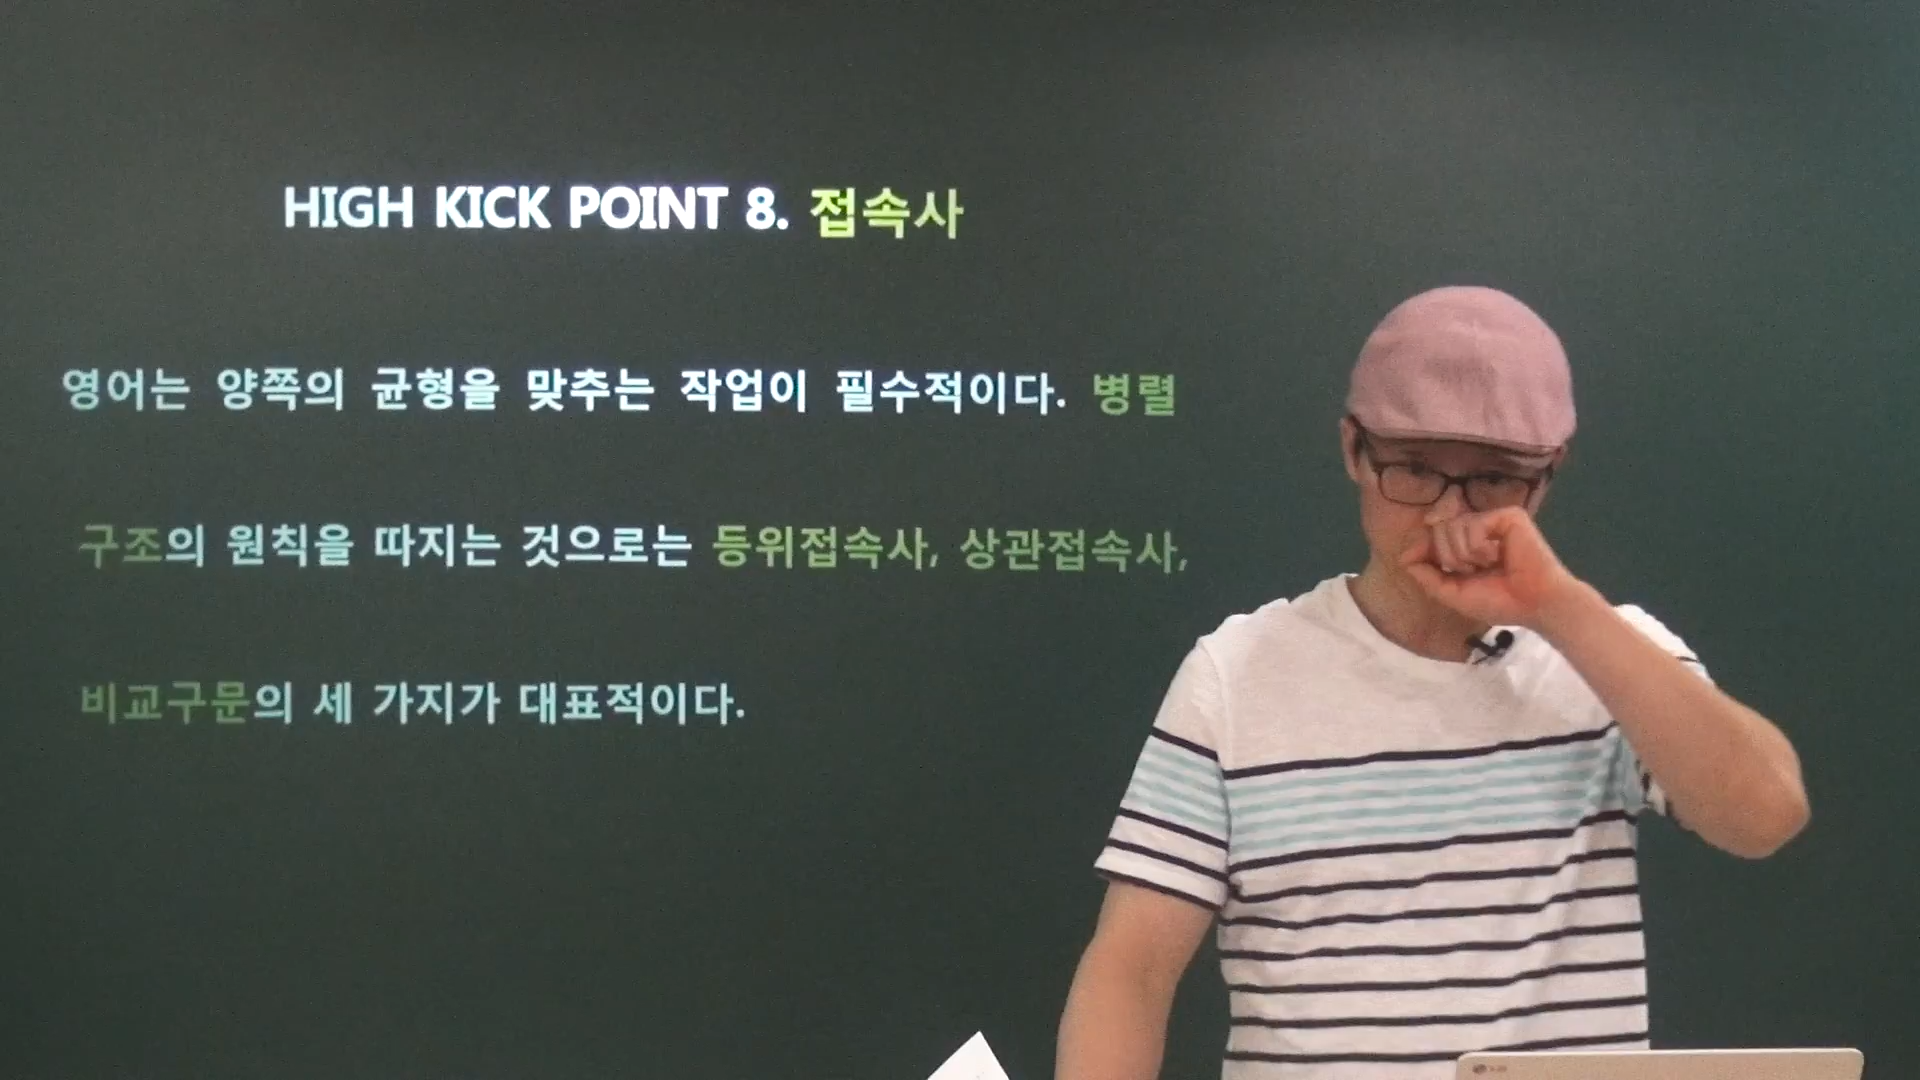 HIGH KICK POINT 8. 접속사
영어는 양쪽의 균형을 맞추는 작업이 필수적이다. 병렬
구조의 원칙을 따지는 것으로는 등위접속사, 상관접속사,
비교구문의 세 가지가 대표적이다.
LG